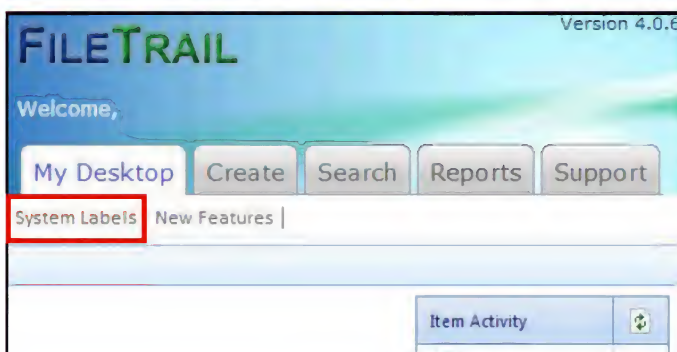 Version 4.0.6
FILETRAIL
Welcome,
My Desktop Create Search Reports Support
System Labels New Features |
Item Activity